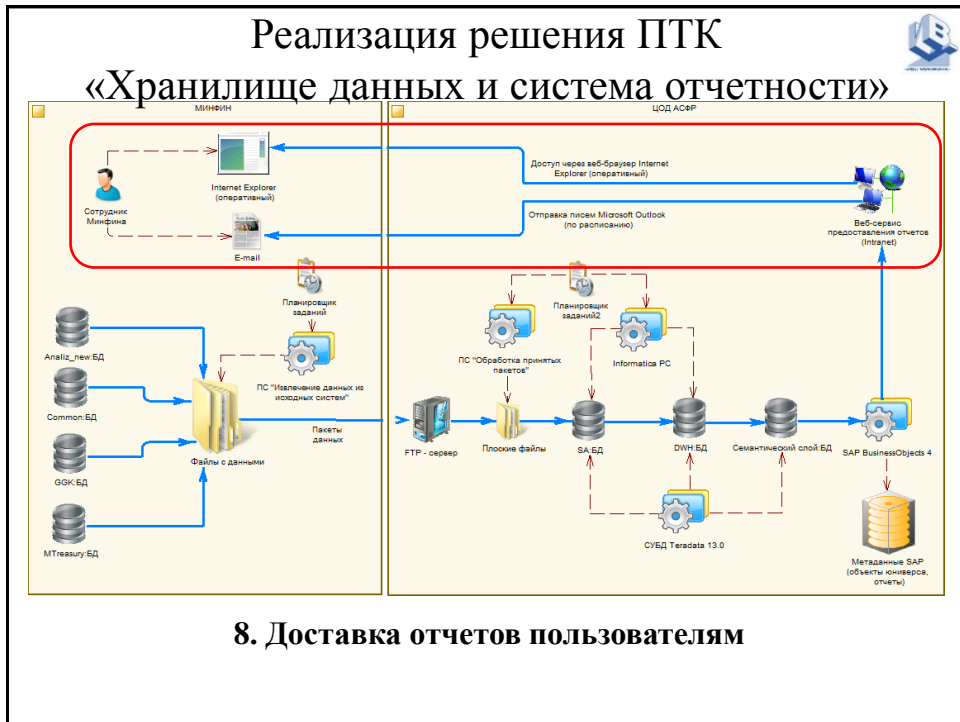 Реализация решения ПТК
«Хранилище данных и система отчетности»
МИНФИН
ЦОД АСФР
Internet Explorer
(оперативный)
Доступ через веб-браузер Internet
Explorer (оперативный)
Сотрудник
Минфина
Отправка писем Microsoft Outlook
(по расписанию)
Веб-сервис
предоставления отчетов
(Intranet)
E-mail
Планировщик
заданий
Планировщик
заданий2
Analiz_new:БД
ПС "Извлечение данных из
исходных систем"
ПС "Обработка принятых
пакетов"
Informatica PC
Common:БД
Пакеты
данных
Файлы с данными
FTP - сервер
Плоские файлы
SA:БД
DWH:БД
Семантический слой:БД
SAP BusinessObjects 4
GGK:БД
MTreasury:БД
СУБД Teradata 13.0
Метаданные SAP
(объекты юниверса,
отчеты)
8. Доставка отчетов пользователям